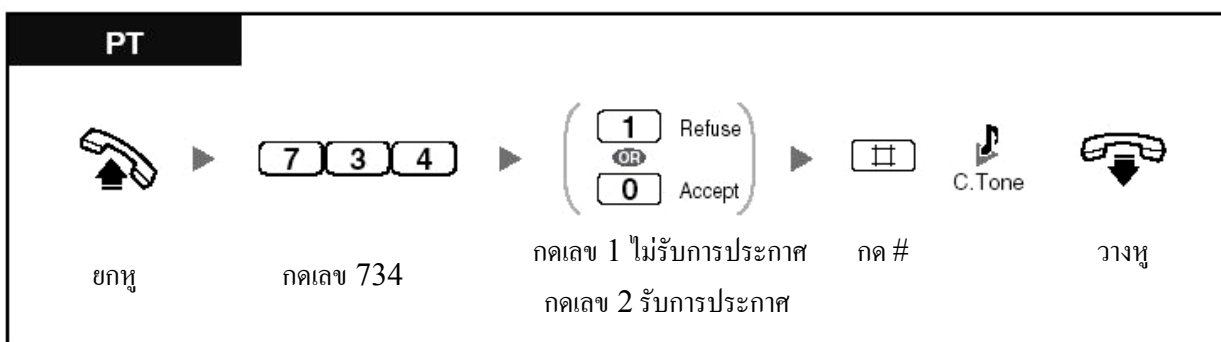 PT
7 3 4
1 Refuse
OR
0 Accept
#
C.Tone
ยกหู
กดเลข 734
กดเลข 1 ไม่รับการประกาศ
กดเลข 2 รับการประกาศ
กด #
วางหู